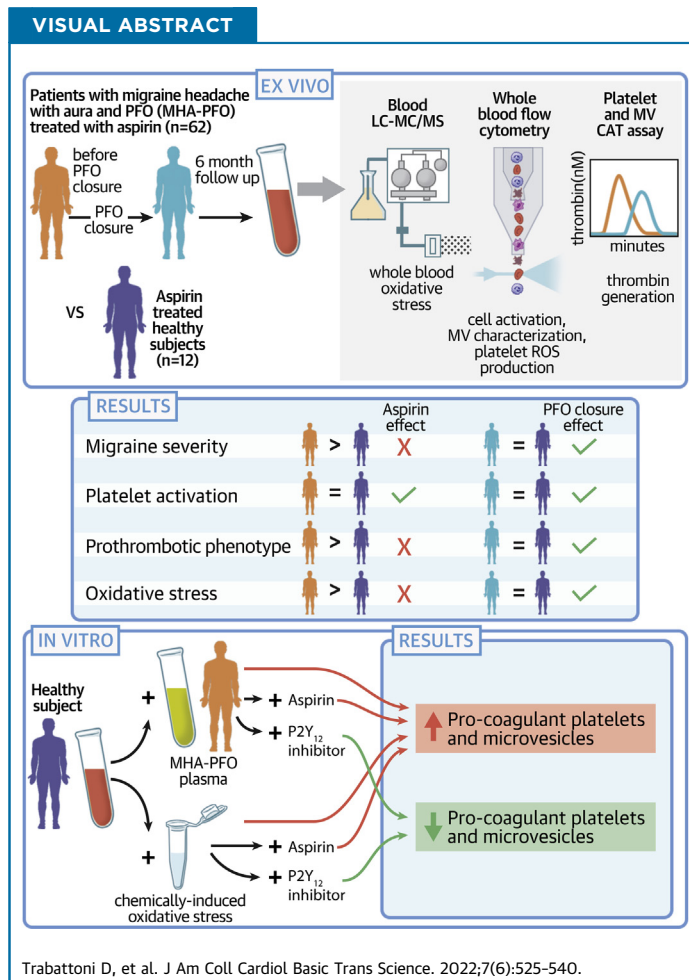 VISUAL ABSTRACT
EX VIVO
Patients with migraine headache
with aura and PFO (MHA-PFO)
treated with aspirin (n=62)
before
PFO
closure
PFO
closure
6 month
follow up
VS
Aspirin
treated
healthy
subjects
(n=12)
Blood
LC-MC/MS
whole blood
oxidative
stress
Whole
blood flow
cytometry
cell activation,
MV characterization,
platelet ROS
production
Platelet
and MV
CAT assay
thrombin(nM)
minutes
thrombin
generation
RESULTS
Aspirin
effect
PFO closure
effect
Migraine severity > X = ✓
Platelet activation = ✓ = ✓
Prothrombotic phenotype > X = ✓
Oxidative stress > X = ✓
IN VITRO
Healthy
subject
+
MHA-PFO
plasma
+ Aspirin
+ P2Y₁₂
inhibitor
+
chemically-induced
oxidative stress
+ Aspirin
+ P2Y₁₂
inhibitor
RESULTS
↑ Pro-coagulant platelets
and microvesicles
↓ Pro-coagulant platelets
and microvesicles
Trabattoni D, et al. J Am Coll Cardiol Basic Trans Science. 2022;7(6):525–540.